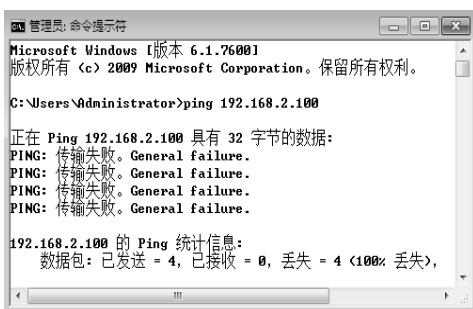 管理员: 命令提示符
Microsoft Windows [版本 6.1.7600]
版权所有 (c) 2009 Microsoft Corporation。保留所有权利。
C:\Users\Administrator>ping 192.168.2.100
正在 Ping 192.168.2.100 具有 32 字节的数据:
PING: 传输失败。General failure.
PING: 传输失败。General failure.
PING: 传输失败。General failure.
PING: 传输失败。General failure.
192.168.2.100 的 Ping 统计信息:
数据包: 已发送 = 4, 已接收 = 0, 丢失 = 4 (100% 丢失),